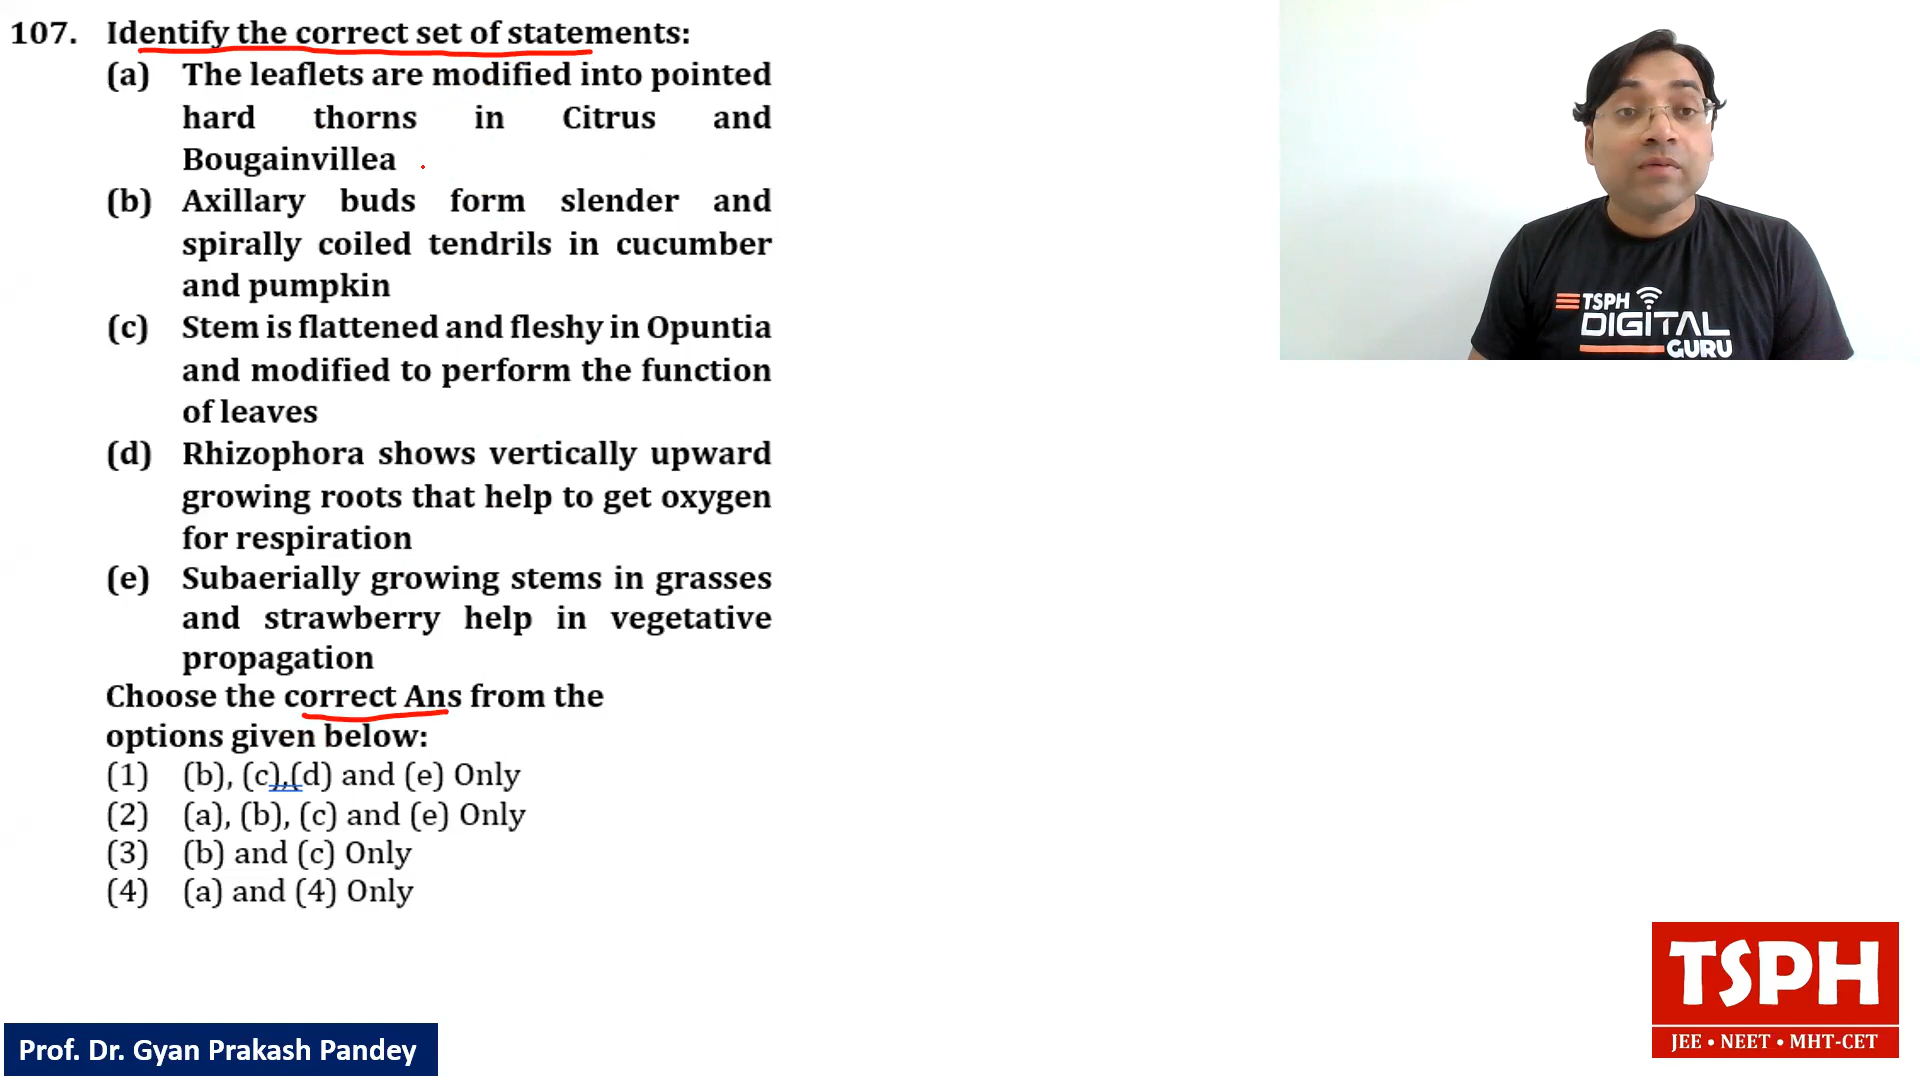 107. Identify the correct set of statements:
(a) The leaflets are modified into pointed
hard thorns in Citrus and
Bougainvillea
(b) Axillary buds form slender and
spirally coiled tendrils in cucumber
and pumpkin
(c) Stem is flattened and fleshy in Opuntia
and modified to perform the function
of leaves
(d) Rhizophora shows vertically upward
growing roots that help to get oxygen
for respiration
(e) Subaerially growing stems in grasses
and strawberry help in vegetative
propagation
Choose the correct Ans from the
options given below:
(1) (b), (c),(d) and (e) Only
(2) (a), (b), (c) and (e) Only
(3) (b) and (c) Only
(4) (a) and (4) Only
TSPH
DIGITAL
GURU
TSPH
JEE • NEET • MHT-CET
Prof. Dr. Gyan Prakash Pandey